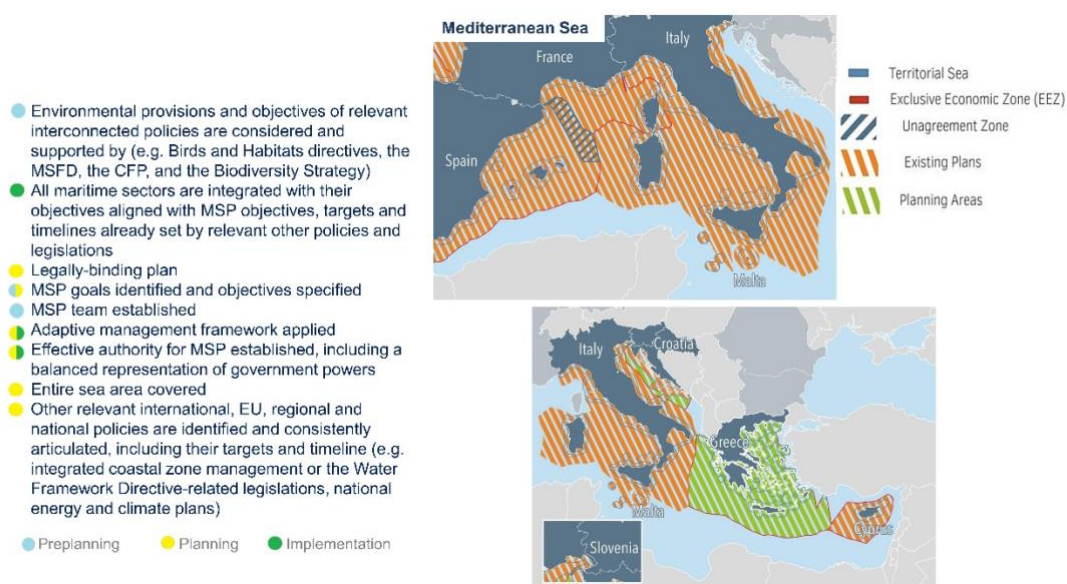 Environmental provisions and objectives of relevant
interconnected policies are considered and
supported by (e.g. Birds and Habitats directives, the
MSFD, the CFP, and the Biodiversity Strategy)
All maritime sectors are integrated with their
objectives aligned with MSP objectives, targets and
timelines already set by relevant other policies and
legislations
Legally-binding plan
MSP goals identified and objectives specified
MSP team established
Adaptive management framework applied
Effective authority for MSP established, including a
balanced representation of government powers
Entire sea area covered
Other relevant international, EU, regional and
national policies are identified and consistently
articulated, including their targets and timeline (e.g.
integrated coastal zone management or the Water
Framework Directive-related legislations, national
energy and climate plans)
Preplanning
Planning
Implementation
Mediterranean Sea
Italy
France
Spain
Malta
Territorial Sea
Exclusive Economic Zone (EEZ)
Unagreement Zone
Existing Plans
Planning Areas
Italy
Croatia
Greece
Malta
Cyprus
Slovenia